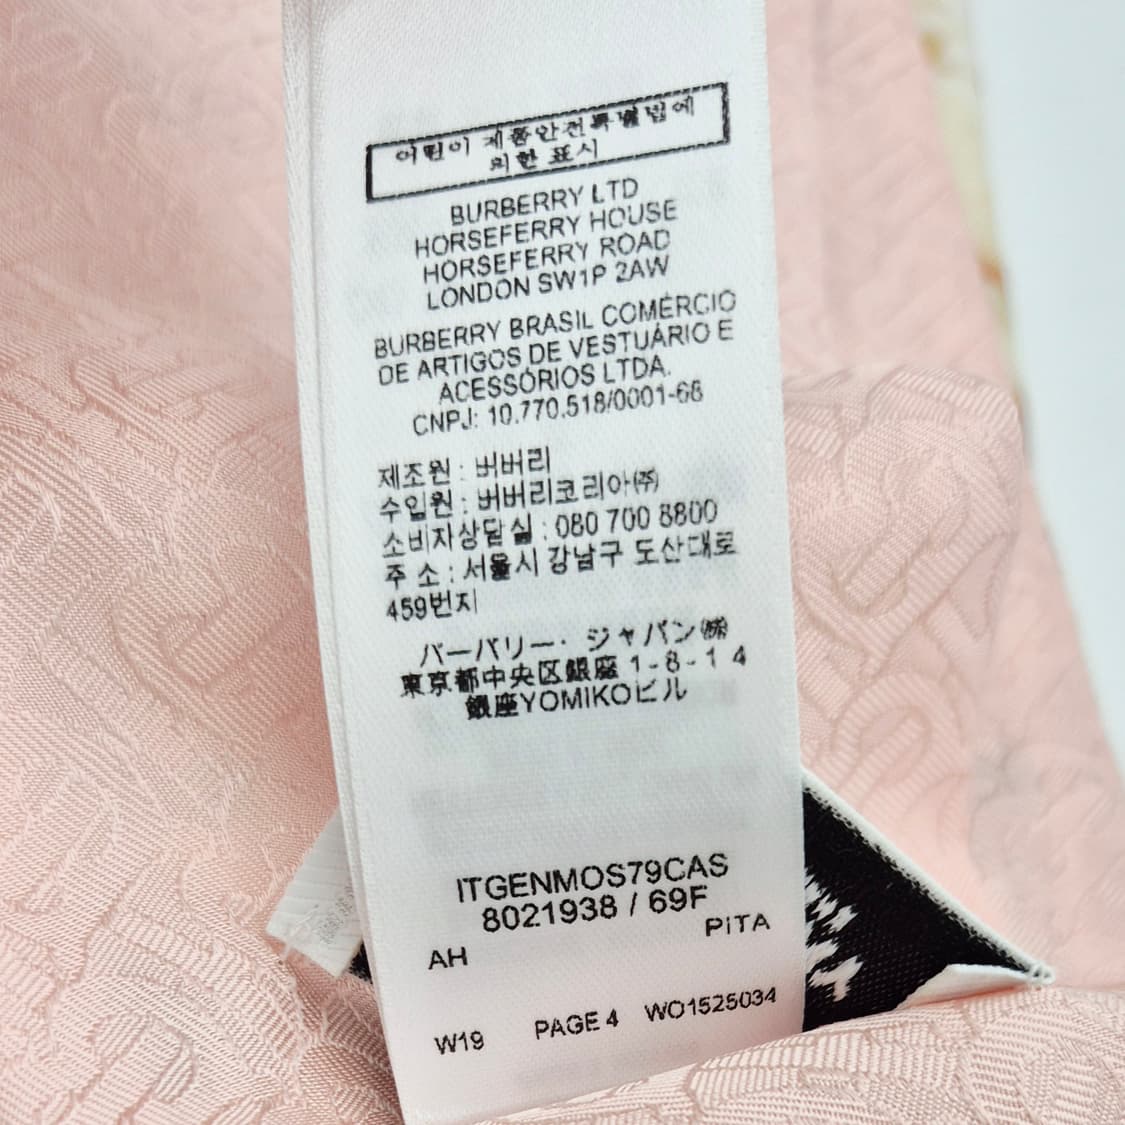 어린이 제품안전특별법에
의한 표시
BURBERRY LTD
HORSEFERRY HOUSE
HORSEFERRY ROAD
LONDON SW1P 2AW
BURBERRY BRASIL COMÉRCIO
DE ARTIGOS DE VESTUÁRIO E
ACESSÓRIOS LTDA.
CNPJ: 10.770.518/0001-68
제조원 : 버버리
수입원 : 버버리코리아㈜
소비자상담실 : 080 700 8800
주 소 : 서울시 강남구 도산대로
459번지
バーバリー・ジャパン㈱
東京都中央区銀座 1-8-1 4
銀座YOMIKOビル
ITGENMOS79CAS
8021938 / 69F
PiTA
AH
W19 PAGE 4 WO1525034